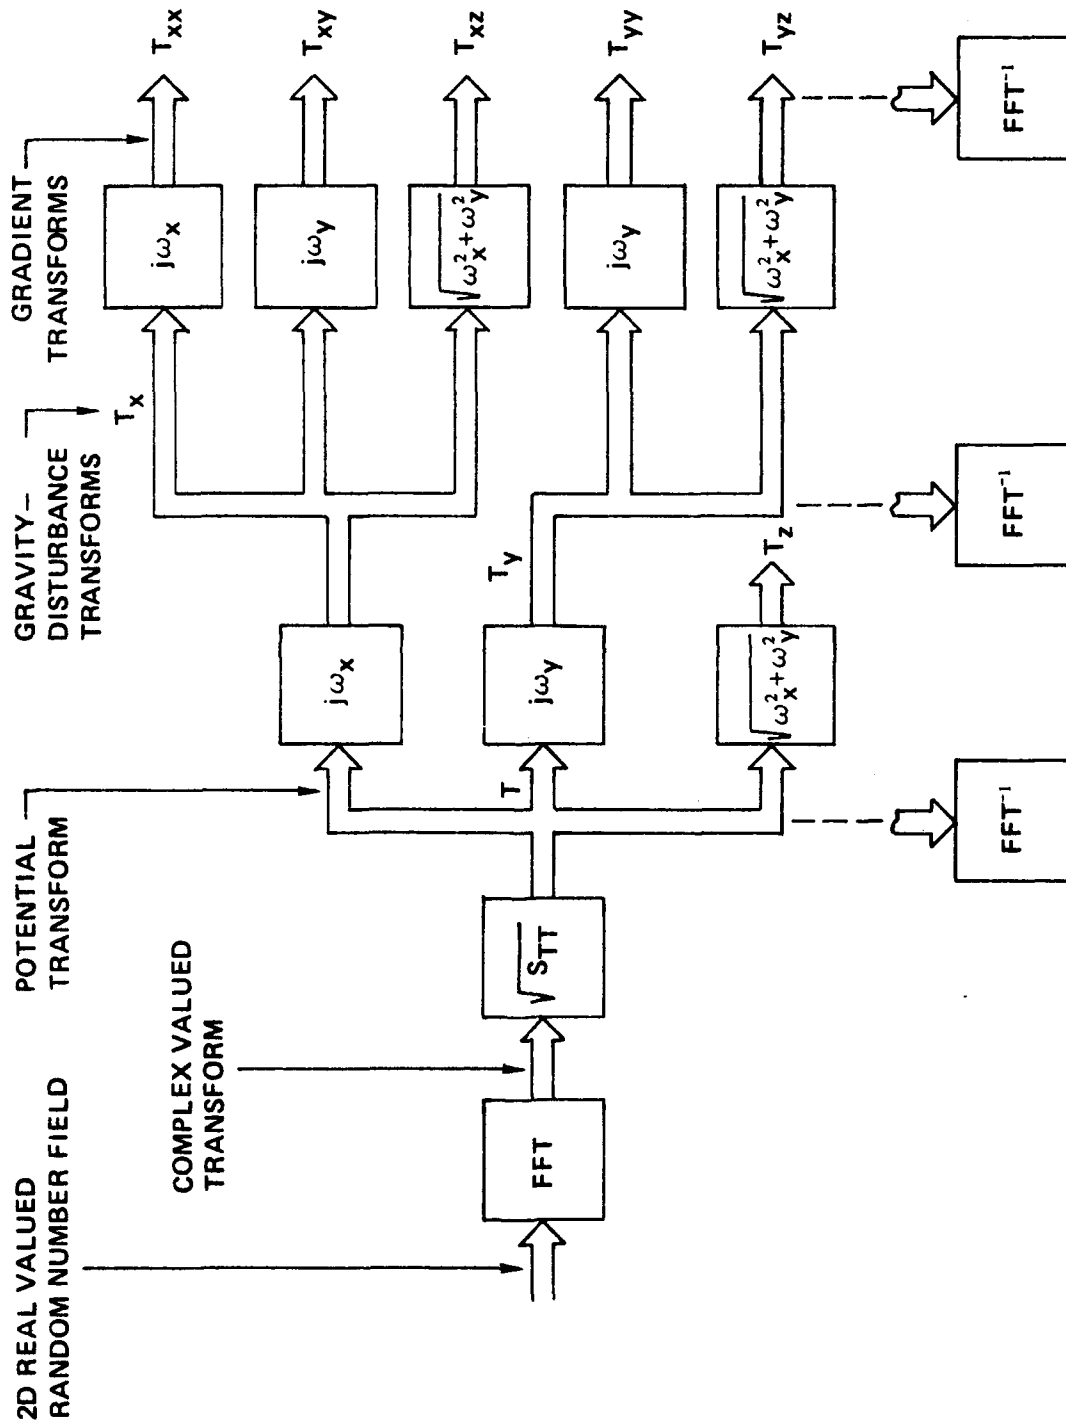 2D REAL VALUED
RANDOM NUMBER FIELD
COMPLEX VALUED
TRANSFORM
POTENTIAL
TRANSFORM
GRAVITY-
DISTURBANCE
TRANSFORMS
GRADIENT
TRANSFORMS
FFT
√S_TT
T
jω_x
jω_y
√ω_x²+ω_y²
T_x
T_y
T_z
jω_x
jω_y
√ω_x²+ω_y²
jω_y
√ω_x²+ω_y²
T_xx
T_xy
T_xz
T_yy
T_yz
FFT⁻¹
FFT⁻¹
FFT⁻¹